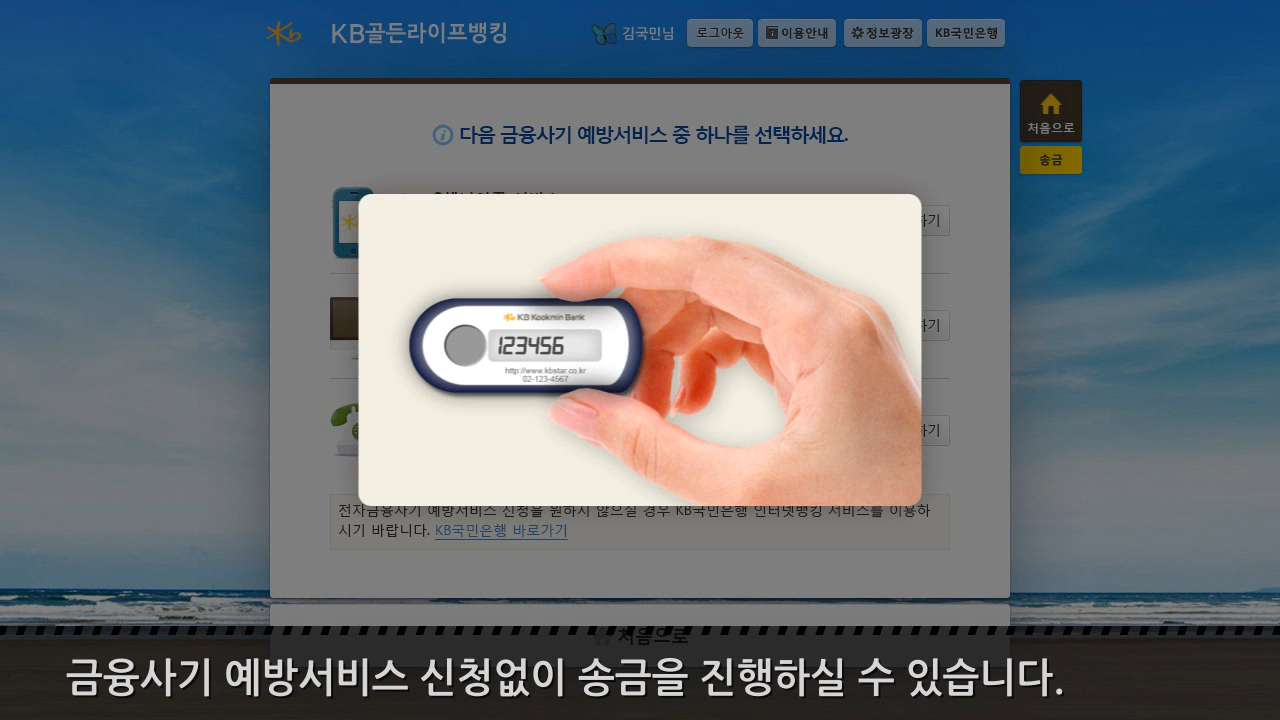 KB골든라이프뱅킹
김국민님
로그아웃
이용안내
정보광장
KB국민은행
처음으로
송금
다음 금융사기 예방서비스 중 하나를 선택하세요.
KB Kookmin Bank
123456
http://www.kbstar.co.kr
02-123-4567
전자금융사기 예방서비스 신청을 원하지 않으실 경우 KB국민은행 인터넷뱅킹 서비스를 이용하
시기 바랍니다. KB국민은행 바로가기
처음으로
금융사기 예방서비스 신청없이 송금을 진행하실 수 있습니다.